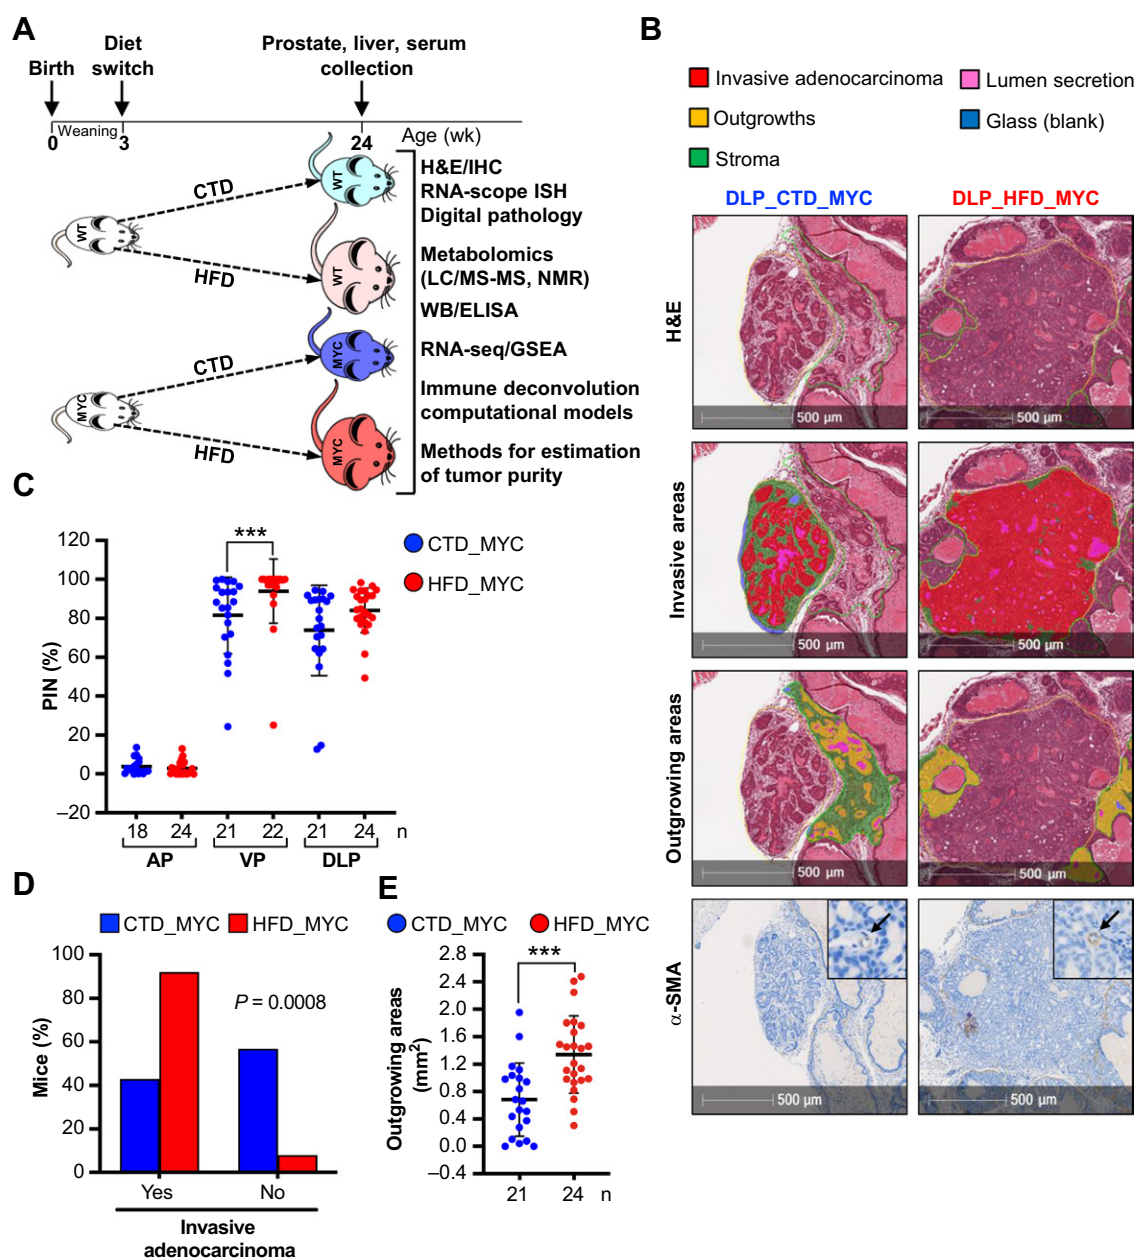 A
Birth
Diet
switch
Prostate, liver, serum
collection
Weaning
0
3
24
Age (wk)
WT
CTD
HFD
WT
WT
MYC
CTD
HFD
MYC
MYC
H&E/IHC
RNA-scope ISH
Digital pathology
Metabolomics
(LC/MS-MS, NMR)
WB/ELISA
RNA-seq/GSEA
Immune deconvolution
computational models
Methods for estimation
of tumor purity
B
Invasive adenocarcinoma
Outgrowths
Stroma
Lumen secretion
Glass (blank)
DLP_CTD_MYC
DLP_HFD_MYC
H&E
500 µm
500 µm
Invasive areas
500 µm
500 µm
Outgrowing areas
500 µm
500 µm
α-SMA
500 µm
500 µm
C
CTD_MYC
HFD_MYC
***
PIN (%)
120
100
80
60
40
20
0
–20
18
24
21
22
21
24
n
AP
VP
DLP
D
CTD_MYC
HFD_MYC
P = 0.0008
Mice (%)
100
80
60
40
20
0
Yes
No
Invasive
adenocarcinoma
E
CTD_MYC
HFD_MYC
***
Outgrowing areas
(mm2)
2.8
2.4
2.0
1.6
1.2
0.8
0.4
0.0
–0.4
21
24
n